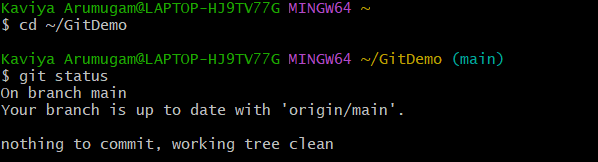 Kaviya Arumugam@LAPTOP-HJ9TV77G MINGW64 ~
$ cd ~/GitDemo
Kaviya Arumugam@LAPTOP-HJ9TV77G MINGW64 ~/GitDemo (main)
$ git status
On branch main
Your branch is up to date with 'origin/main'.
nothing to commit, working tree clean